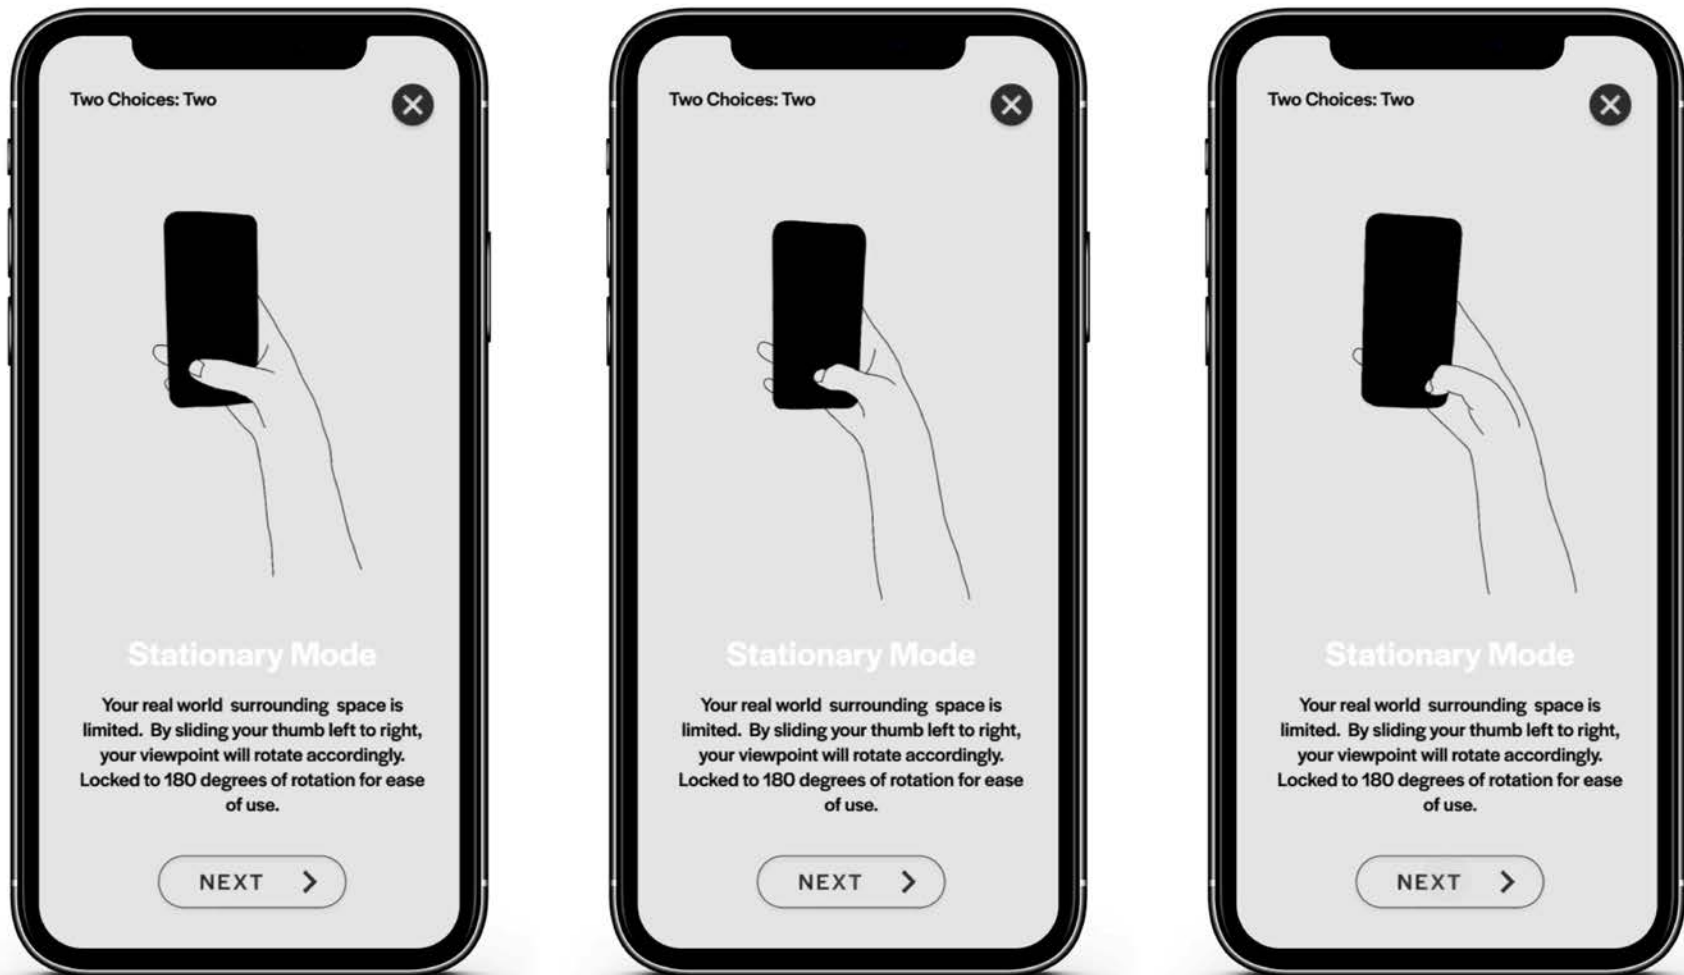 Two Choices: Two
Stationary Mode
Your real world surrounding space is
limited. By sliding your thumb left to right,
your viewpoint will rotate accordingly.
Locked to 180 degrees of rotation for ease
of use.
NEXT
Two Choices: Two
Stationary Mode
Your real world surrounding space is
limited. By sliding your thumb left to right,
your viewpoint will rotate accordingly.
Locked to 180 degrees of rotation for ease
of use.
NEXT
Two Choices: Two
Stationary Mode
Your real world surrounding space is
limited. By sliding your thumb left to right,
your viewpoint will rotate accordingly.
Locked to 180 degrees of rotation for ease
of use.
NEXT